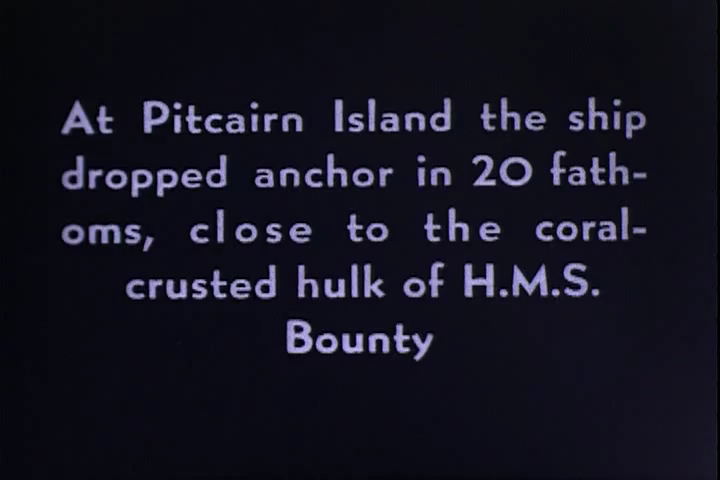 At Pitcairn Island the ship
dropped anchor in 20 fath-
oms, close to the coral-
crusted hulk of H.M.S.
Bounty